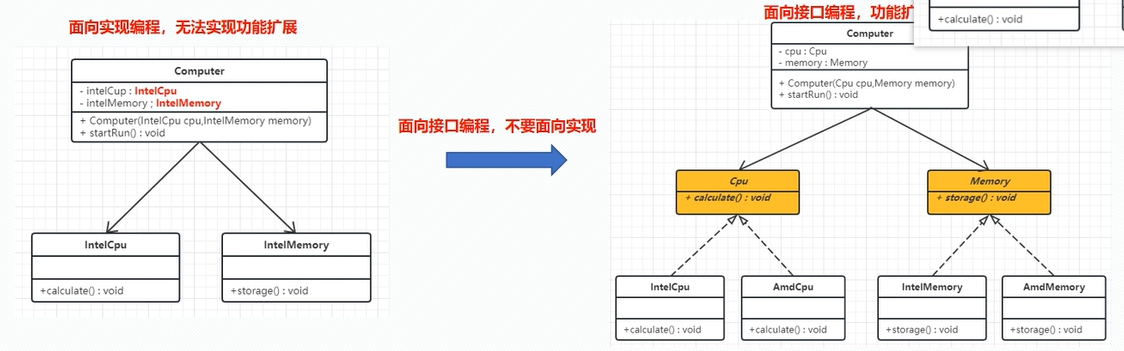 面向实现编程，无法实现功能扩展
Computer
- intelCup : IntelCpu
- intelMemory ; IntelMemory
+ Computer(IntelCpu cpu,IntelMemory memory)
+ startRun() : void
IntelCpu
+calculate() : void
IntelMemory
+storage() : void
面向接口编程，不要面向实现
面向接口编程，功能扩
Computer
- cpu : Cpu
- memory : Memory
+ Computer(Cpu cpu,Memory memory)
+ startRun() : void
+calculate() : void
Cpu
+ calculate() : void
Memory
+ storage() : void
IntelCpu
+calculate() : void
AmdCpu
+calculate() : void
IntelMemory
+storage() : void
AmdMemory
+storage() : void